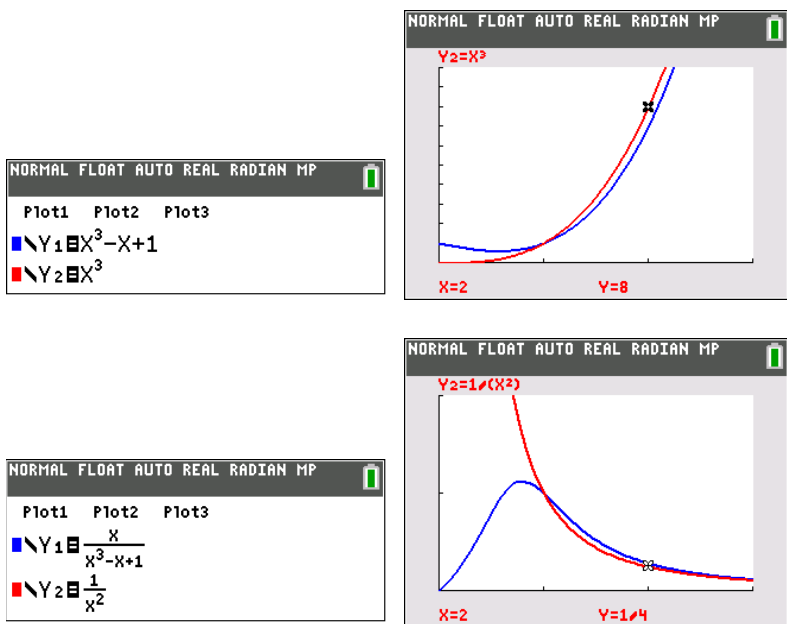 NORMAL FLOAT AUTO REAL RADIAN MP
Y2=X³
X=2 Y=8
NORMAL FLOAT AUTO REAL RADIAN MP
Plot1 Plot2 Plot3
\Y1=X³-X+1
\Y2=X³
NORMAL FLOAT AUTO REAL RADIAN MP
Y2=1/(X²)
X=2 Y=1/4
NORMAL FLOAT AUTO REAL RADIAN MP
Plot1 Plot2 Plot3
\Y1=X/(X³-X+1)
\Y2=1/X²